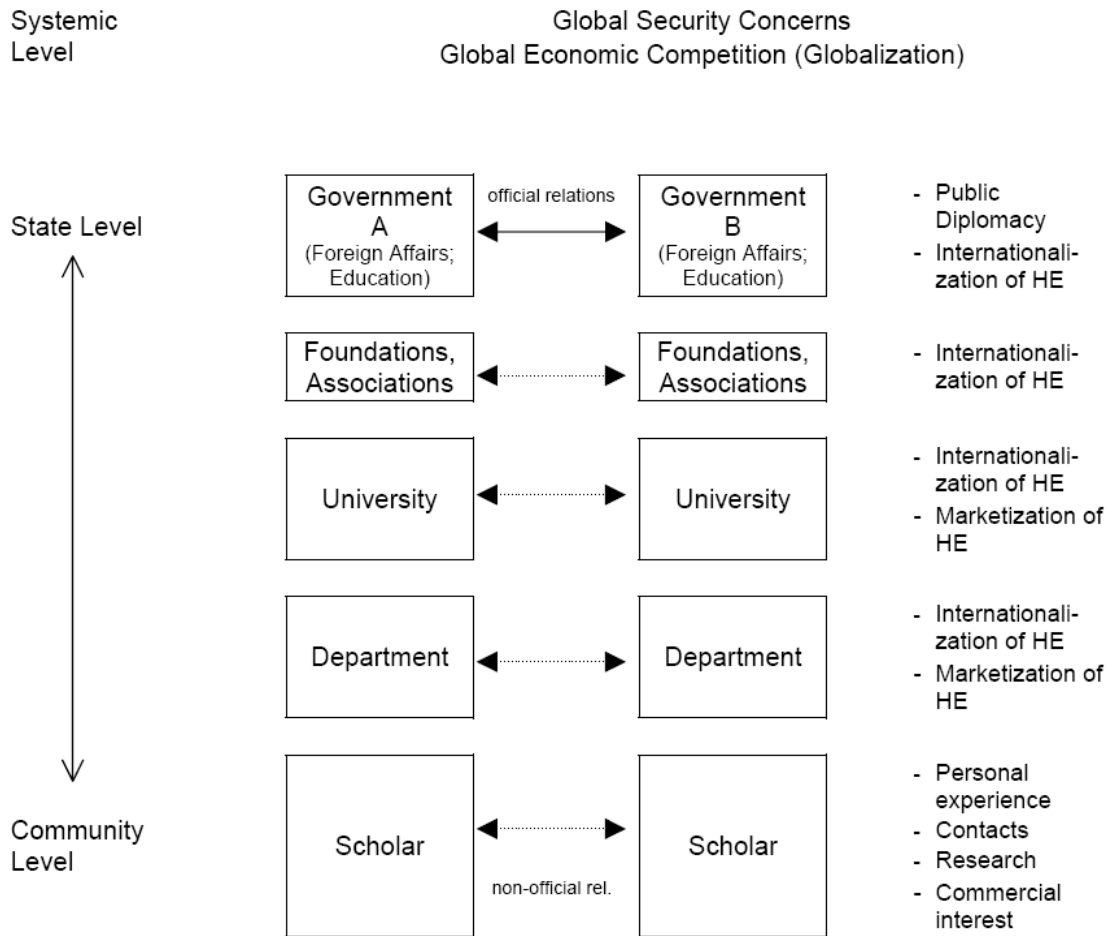 Systemic
Level
Global Security Concerns
Global Economic Competition (Globalization)
State Level
Government
A
(Foreign Affairs;
Education)
official relations
Government
B
(Foreign Affairs;
Education)
- Public
Diplomacy
- Internationali-
zation of HE
Foundations,
Associations
Foundations,
Associations
- Internationali-
zation of HE
University
University
- Internationali-
zation of HE
- Marketization of
HE
Department
Department
- Internationali-
zation of HE
- Marketization of
HE
Community
Level
Scholar
non-official rel.
Scholar
- Personal
experience
- Contacts
- Research
- Commercial
interest